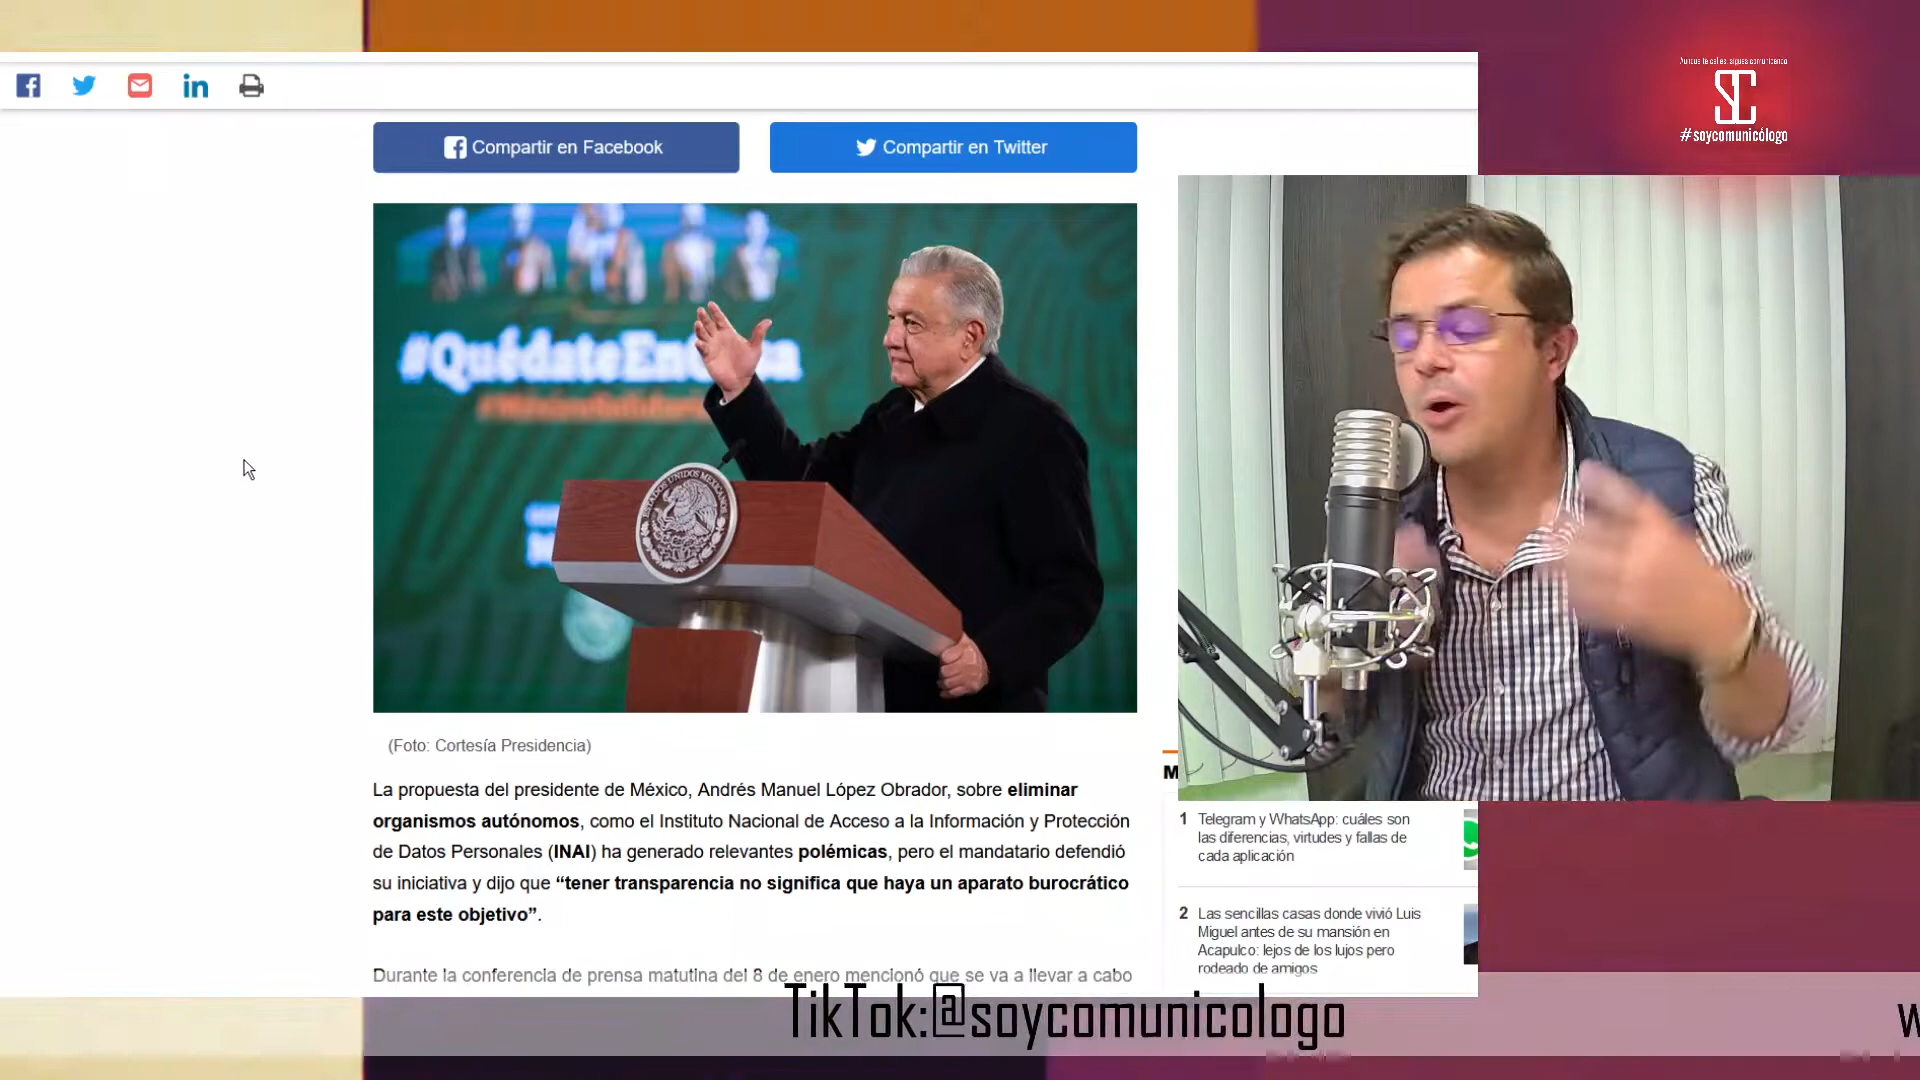 Aunque te calles, sigues comunicando
SC
#soycomunicólogo
Compartir en Facebook
Compartir en Twitter
#QuédateEn
ESTADOS UNIDOS MEXICANOS
(Foto: Cortesía Presidencia)
La propuesta del presidente de México, Andrés Manuel López Obrador, sobre eliminar
organismos autónomos, como el Instituto Nacional de Acceso a la Información y Protección
de Datos Personales (INAI) ha generado relevantes polémicas, pero el mandatario defendió
su iniciativa y dijo que “tener transparencia no significa que haya un aparato burocrático
para este objetivo”.
Durante la conferencia de prensa matutina del 8 de enero mencionó que se va a llevar a cabo
M
1 Telegram y WhatsApp: cuáles son
las diferencias, virtudes y fallas de
cada aplicación
2 Las sencillas casas donde vivió Luis
Miguel antes de su mansión en
Acapulco: lejos de los lujos pero
rodeado de amigos
TikTok:@soycomunicologo
w